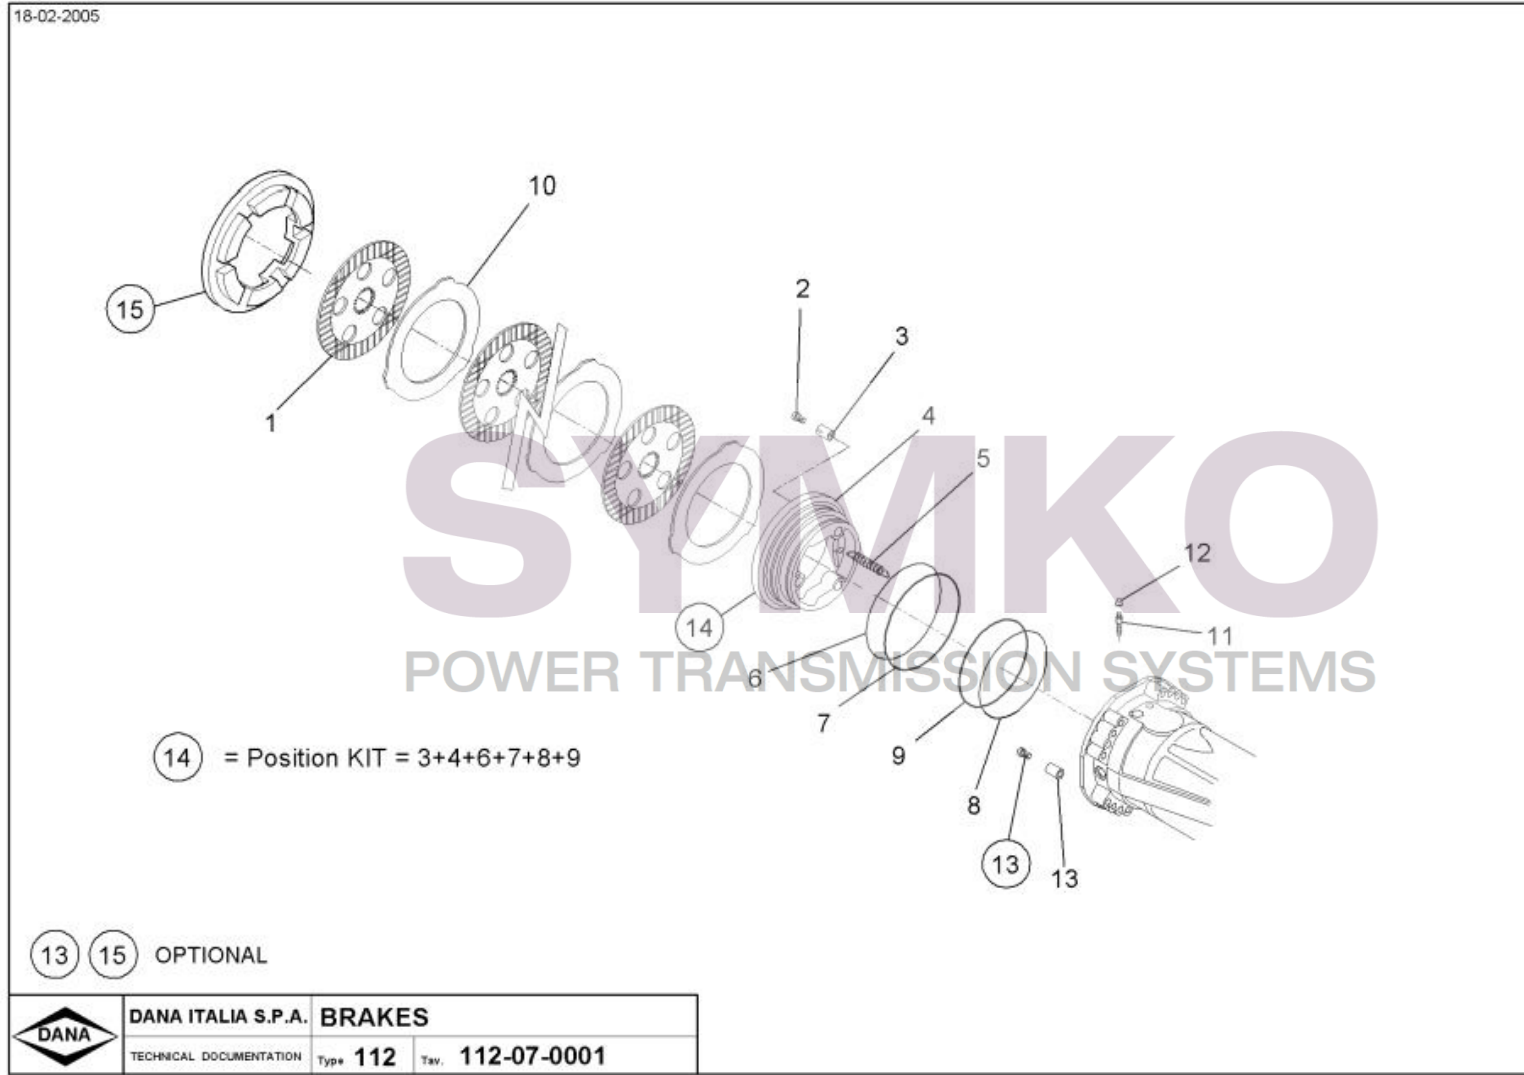 18-02-2005
10
15
2
3
1
4
5
SYMKO
12
14
11
POWER TRANSMISSION SYSTEMS
6
7
14 = Position KIT = 3+4+6+7+8+9
9
8
13
13
13 15 OPTIONAL
DANA
DANA ITALIA S.P.A. BRAKES
TECHNICAL DOCUMENTATION Type 112 Tav. 112-07-0001